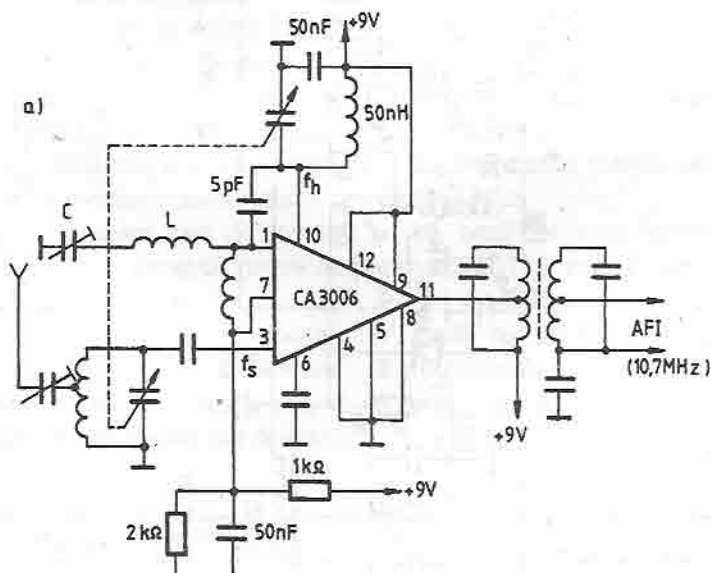 50nF
+9V
a)
50nH
5pF
fh
C
L
1
10
12
9
7
CA3006
11
8
3
fs
6
4
5
AFI
(10,7MHz)
+9V
1kΩ
+9V
2kΩ
50nF